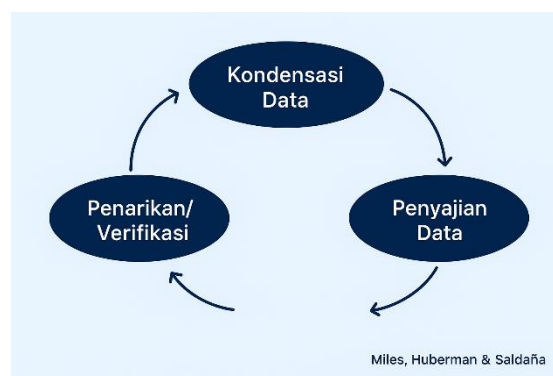 Kondensasi
Data
Penarikan/
Verifikasi
Penyajian
Data
Miles, Huberman & Saldaña